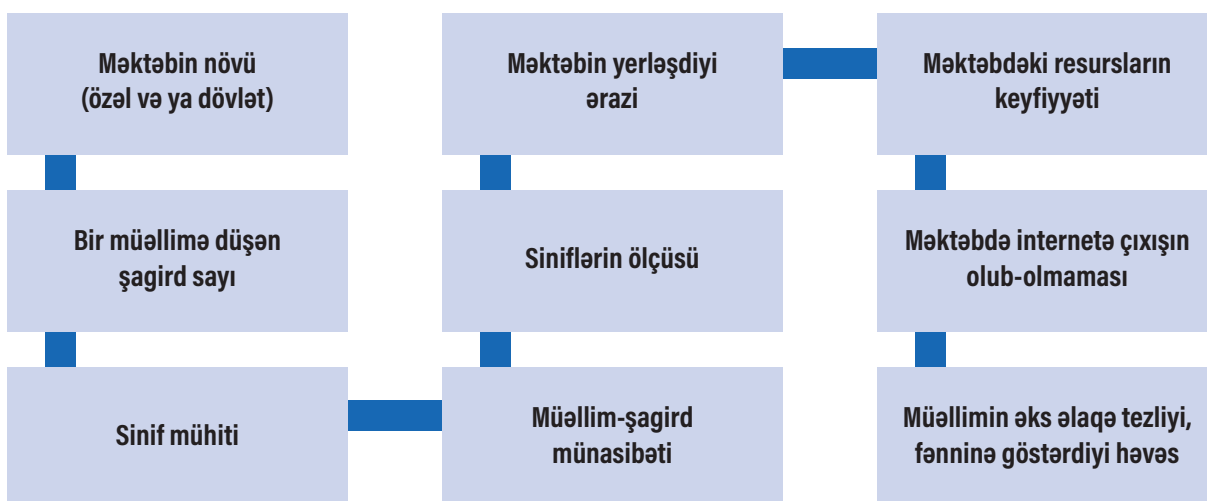 Məktəbin növü
(özəl və ya dövlət)
Bir müəllimə düşən
şagird sayı
Sinif mühiti
Müəllim-şagird
münasibəti
Siniflərin ölçüsü
Məktəbin yerləşdiyi
ərazi
Məktəbdəki resursların
keyfiyyəti
Məktəbdə internetə çıxışın
olub-olmaması
Müəllimin əks əlaqə tezliyi,
fənninə göstərdiyi həvəs